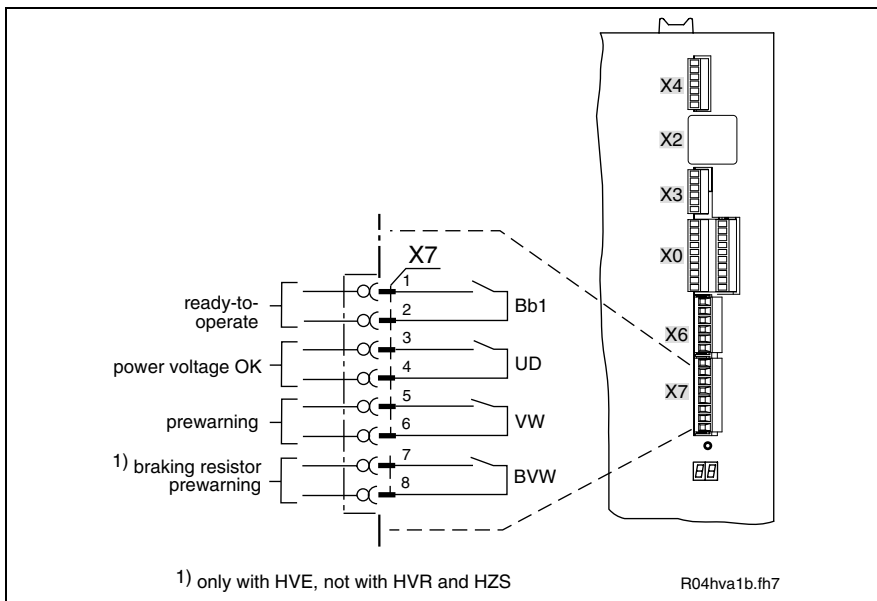 X4
X2
X3
X0
X6
X7
X7
ready-to-
operate
1
2
Bb1
power voltage OK
3
4
UD
prewarning
5
6
VW
1) braking resistor
prewarning
7
8
BVW
1) only with HVE, not with HVR and HZS
R04hva1b.fh7